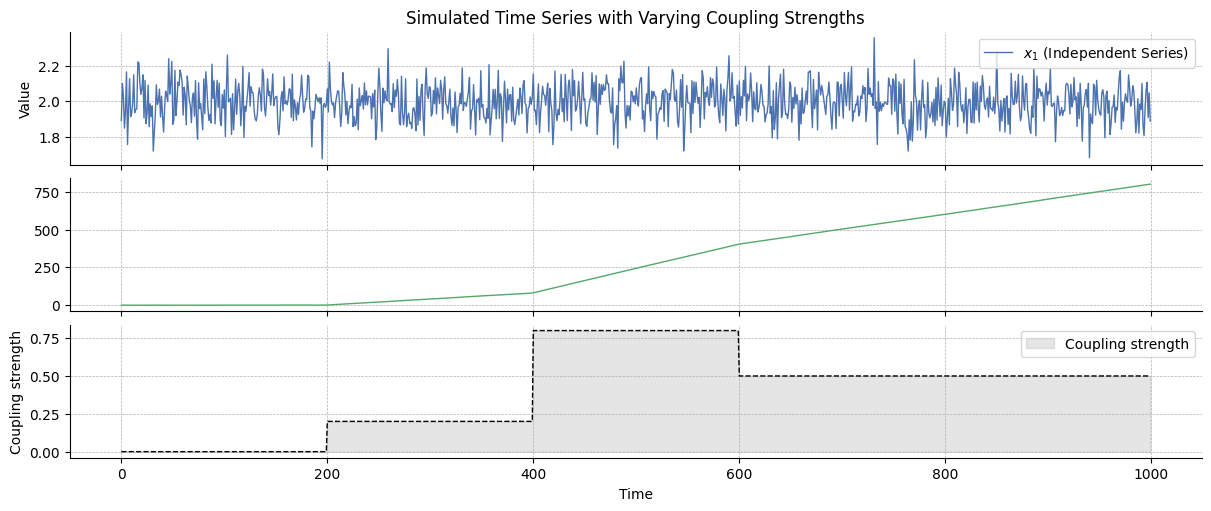 Simulated Time Series with Varying Coupling Strengths
Value
2.2
2.0
1.8
x₁ (Independent Series)
750
500
250
0
Coupling strength
0.75
0.50
0.25
0.00
Coupling strength
0 200 400 600 800 1000
Time